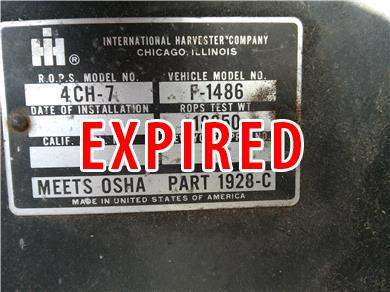 IH ®
INTERNATIONAL HARVESTER COMPANY
CHICAGO, ILLINOIS
R.O.P.S. MODEL NO. VEHICLE MODEL NO.
4CH-7 F-1486
DATE OF INSTALLATION ROPS TEST WT
EXPIRED
CALIF.
MEETS OSHA PART 1928-C
MADE IN UNITED STATES OF AMERICA